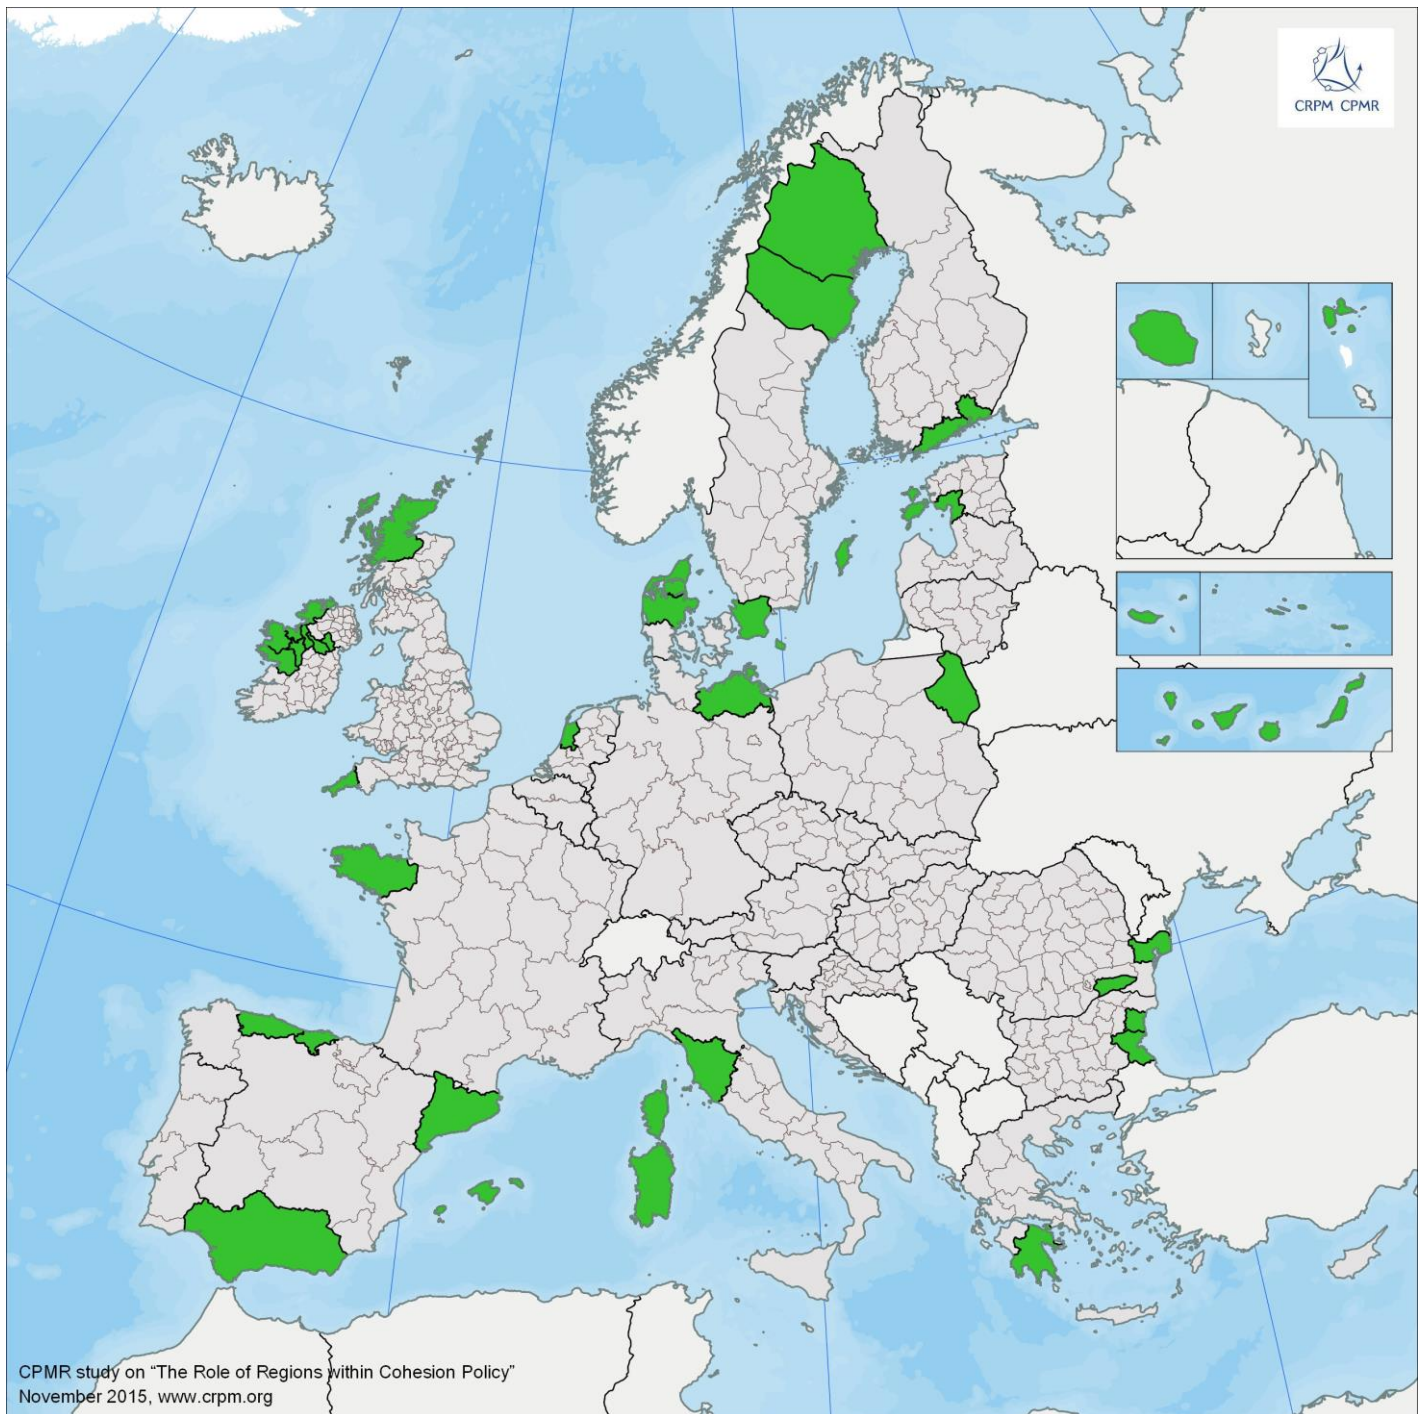 CRPM CPMR
CPMR study on “The Role of Regions within Cohesion Policy”
November 2015, www.crpm.org